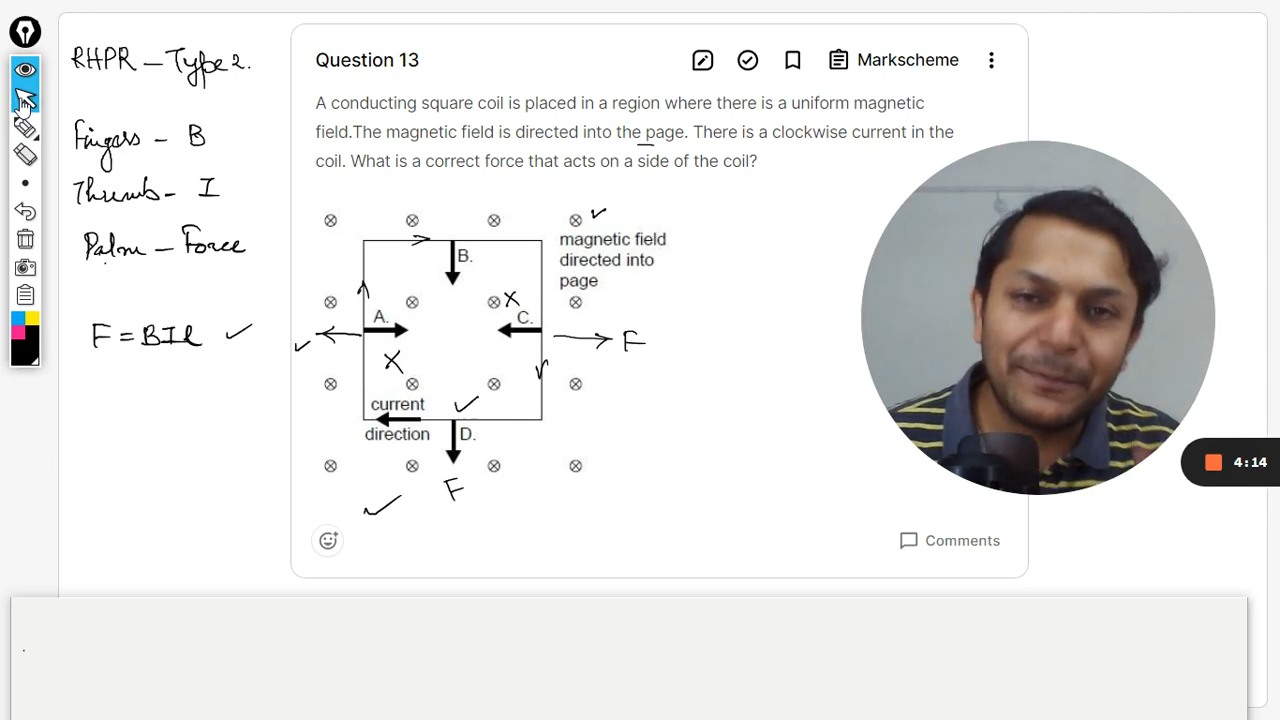 RHPR – Type 2.
Fingers - B
Thumb - I
Palm - Force
F = BIl ✓
Question 13
Markscheme
A conducting square coil is placed in a region where there is a uniform magnetic
field.The magnetic field is directed into the page. There is a clockwise current in the
coil. What is a correct force that acts on a side of the coil?
magnetic field
directed into
page
B.
A.
C.
F
current
direction
D.
F
Comments
4:14